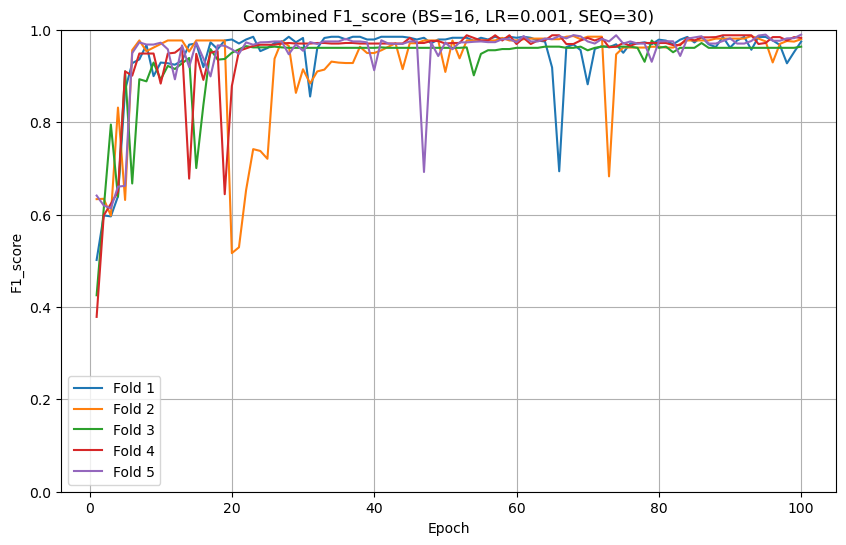 Combined F1_score (BS=16, LR=0.001, SEQ=30)
1.0
0.8
0.6
0.4
0.2
0.0
F1_score
Fold 1
Fold 2
Fold 3
Fold 4
Fold 5
0 20 40 60 80 100
Epoch